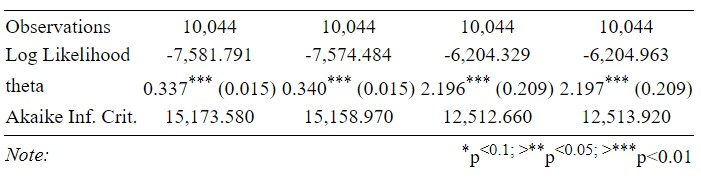 Observations 10,044 10,044 10,044 10,044
Log Likelihood -7,581.791 -7,574.484 -6,204.329 -6,204.963
theta 0.337*** (0.015) 0.340*** (0.015) 2.196*** (0.209) 2.197*** (0.209)
Akaike Inf. Crit. 15,173.580 15,158.970 12,512.660 12,513.920
Note: *p<0.1; >**p<0.05; >***p<0.01